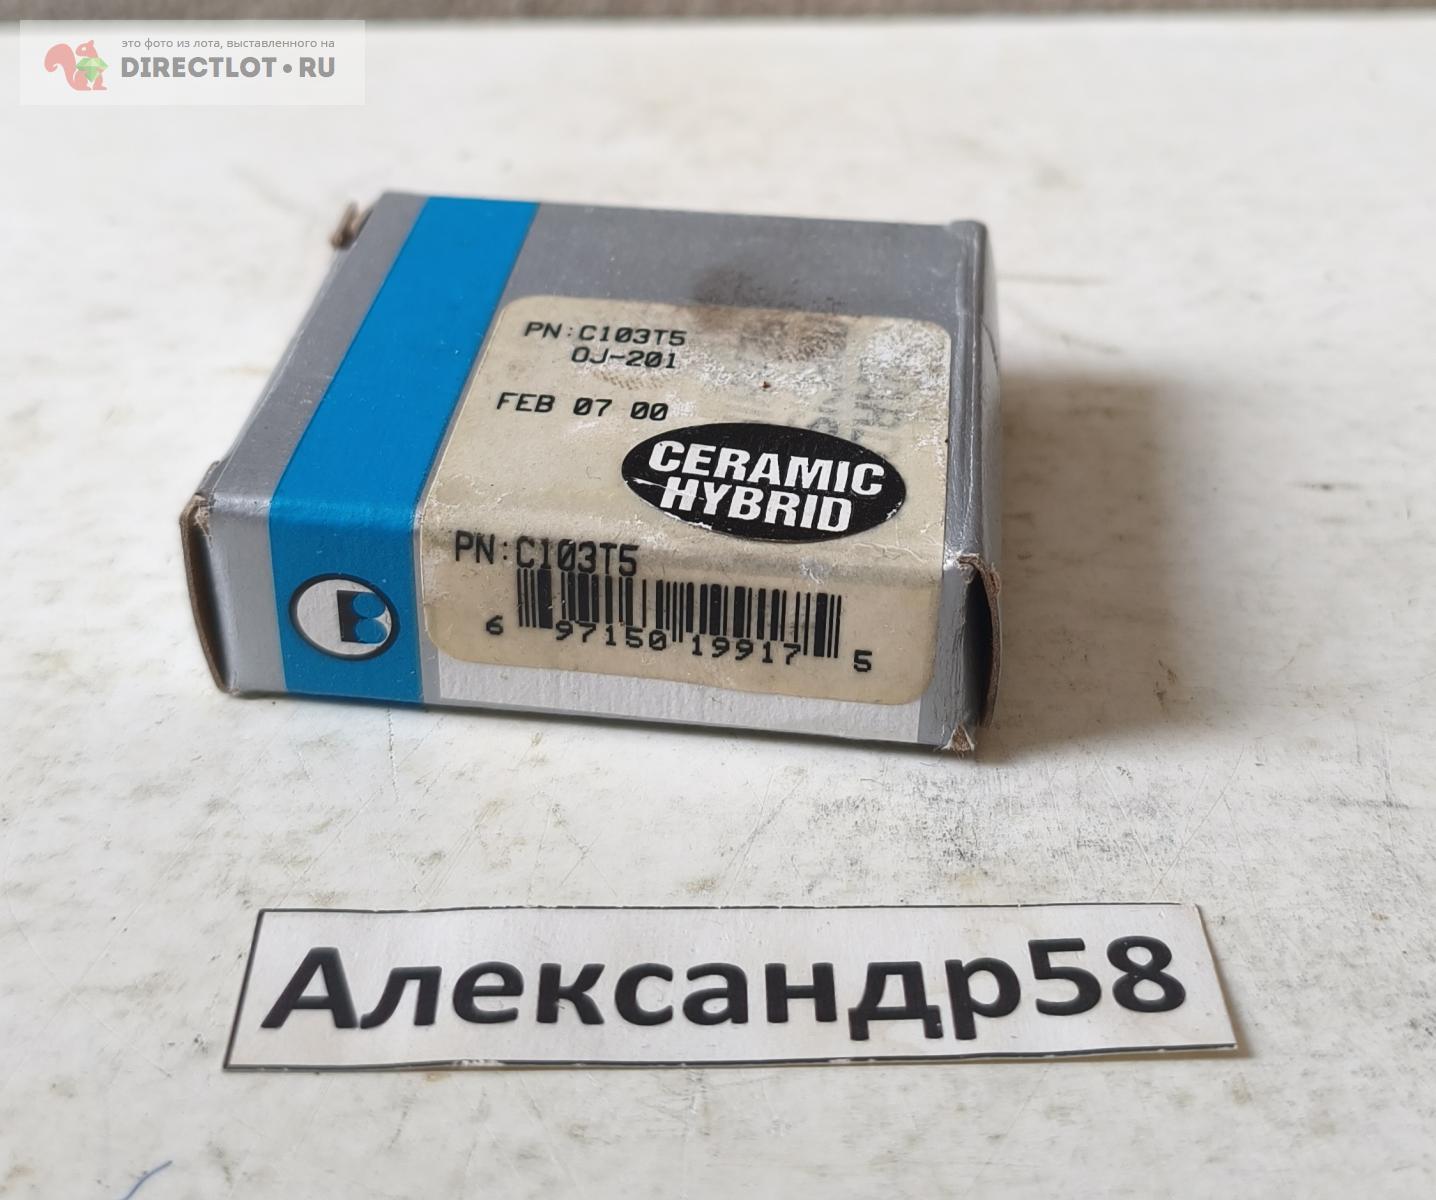 это фото из лота, выставленного на
DIRECTLOT•RU
PN:C103T5
OJ-201
FEB 07 00
CERAMIC
HYBRID
PN:C103T5
6 97150 19917 5
B
Александр58